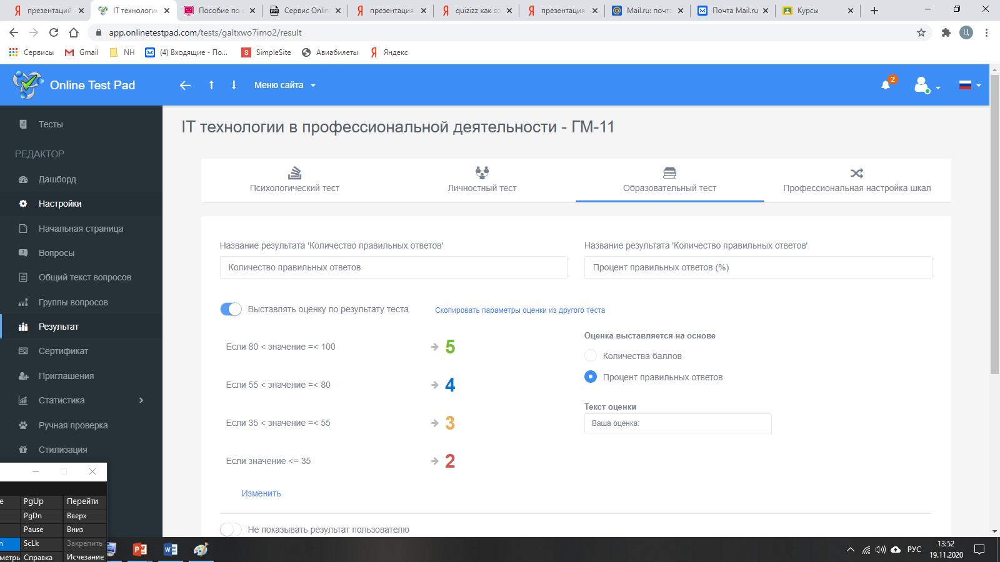 презентаций
IT технологии
Пособие по с
Сервис Onlin
презентация
quizizz как со
презентация
Mail.ru: почта
Почта Mail.ru
Курсы
app.onlinetestpad.com/tests/galtxwo7irno2/result
Ц
Сервисы
Gmail
NH
(4) Входящие - По...
SimpleSite
Авиабилеты
Яндекс
Online Test Pad
Меню сайта
2
Тесты
РЕДАКТОР
Дашборд
Настройки
Начальная страница
Вопросы
Общий текст вопросов
Группы вопросов
Результат
Сертификат
Приглашения
Статистика
Ручная проверка
Стилизация
IT технологии в профессиональной деятельности - ГМ-11
Психологический тест
Личностный тест
Образовательный тест
Профессиональная настройка шкал
Название результата 'Количество правильных ответов'
Количество правильных ответов
Название результата 'Количество правильных ответов'
Процент правильных ответов (%)
Выставлять оценку по результату теста
Скопировать параметры оценки из другого теста
Если 80 < значение =< 100
5
Если 55 < значение =< 80
4
Если 35 < значение =< 55
3
Если значение <= 35
2
Изменить
Оценка выставляется на основе
Количества баллов
Процент правильных ответов
Текст оценки
Ваша оценка:
Не показывать результат пользователю
e PgUp Перейти
PgDn Вверх
Pause Вниз
n ScLk Закрепить
метры Справка Исчезание
РУС
13:52
19.11.2020